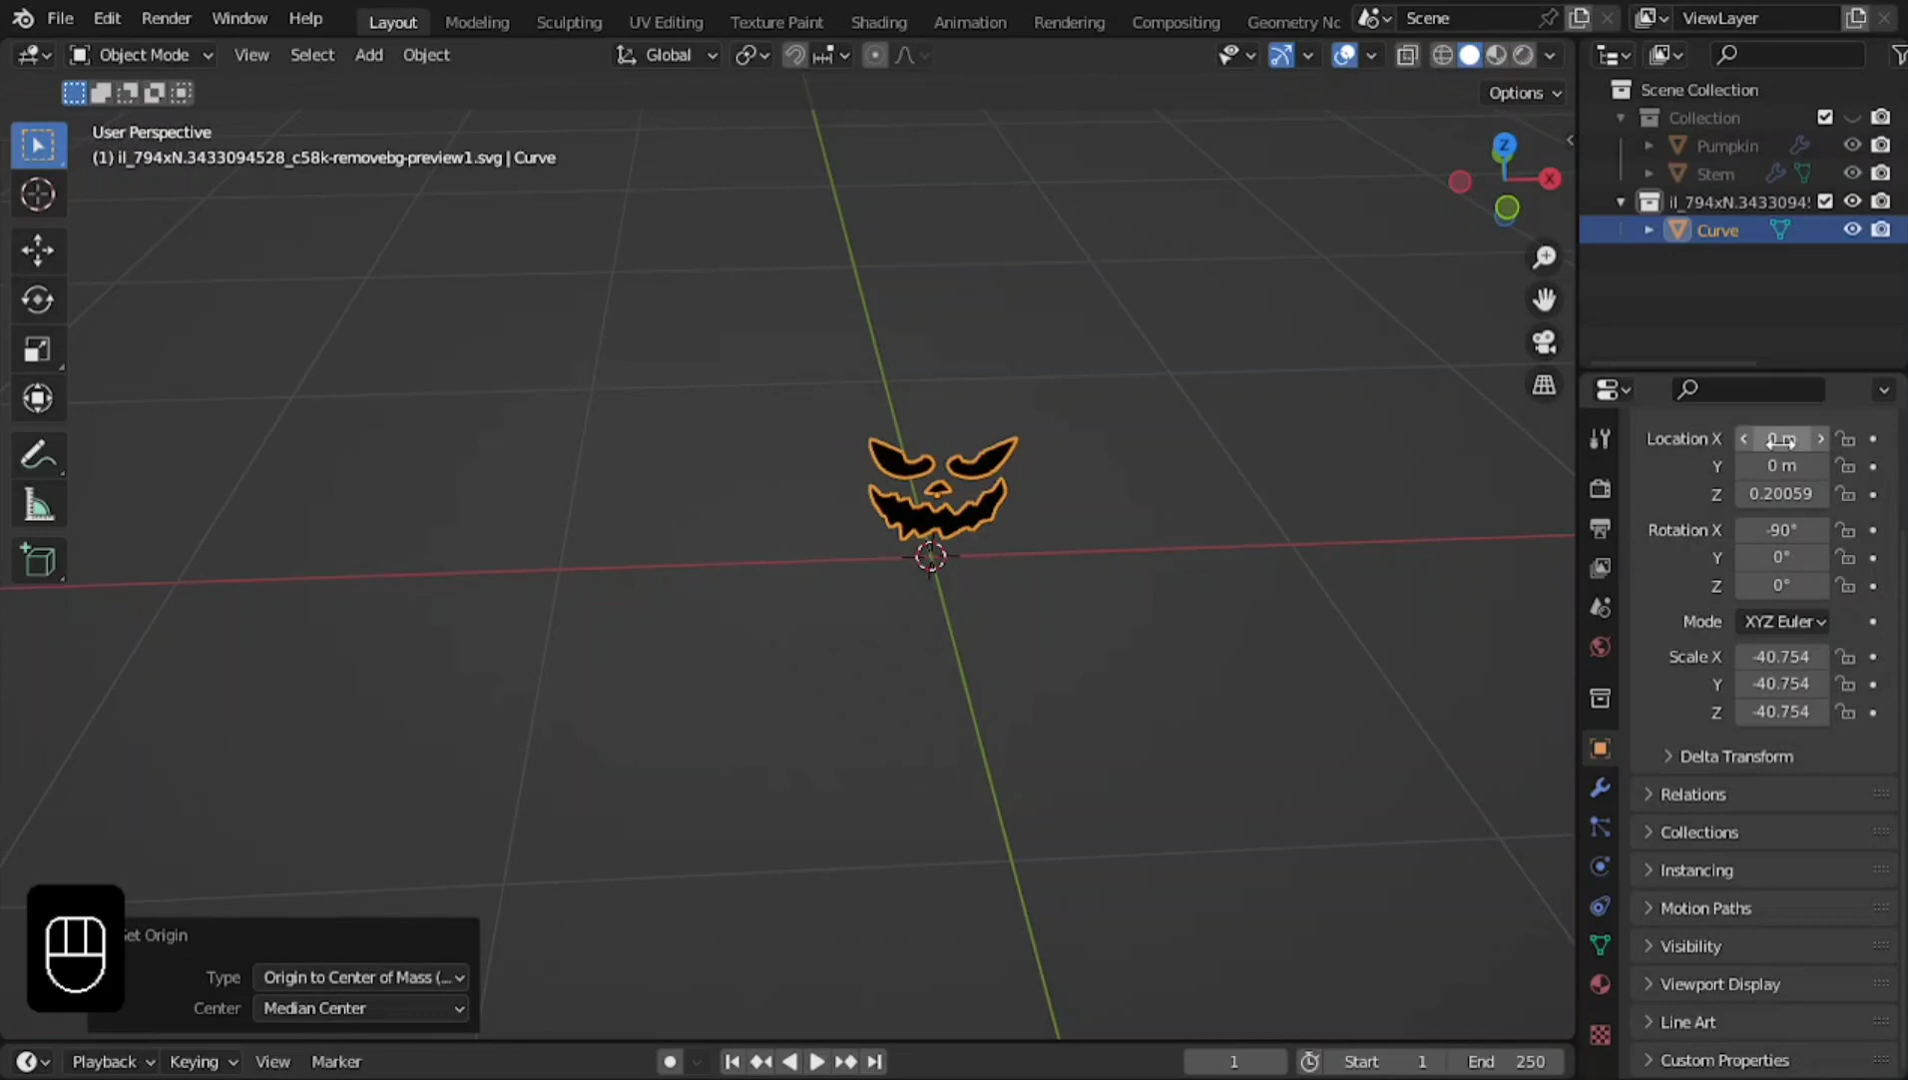 File Edit Render Window Help Layout Modeling Sculpting UV Editing Texture Paint Shading Animation Rendering Compositing Geometry Nc Scene ViewLayer
Object Mode View Select Add Object Global
Options
User Perspective
(1) il_794xN.3433094528_c58k-removebg-preview1.svg | Curve
Z
X
Scene Collection
Collection
Pumpkin
Stem
il_794xN.3433094!
Curve
Location X 0 m
Y 0 m
Z 0.20059
Rotation X -90°
Y 0°
Z 0°
Mode XYZ Euler
Scale X -40.754
Y -40.754
Z -40.754
Delta Transform
Relations
Collections
Instancing
Motion Paths
Visibility
Viewport Display
Line Art
Custom Properties
et Origin
Type Origin to Center of Mass (...
Center Median Center
Playback Keying View Marker 1 Start 1 End 250